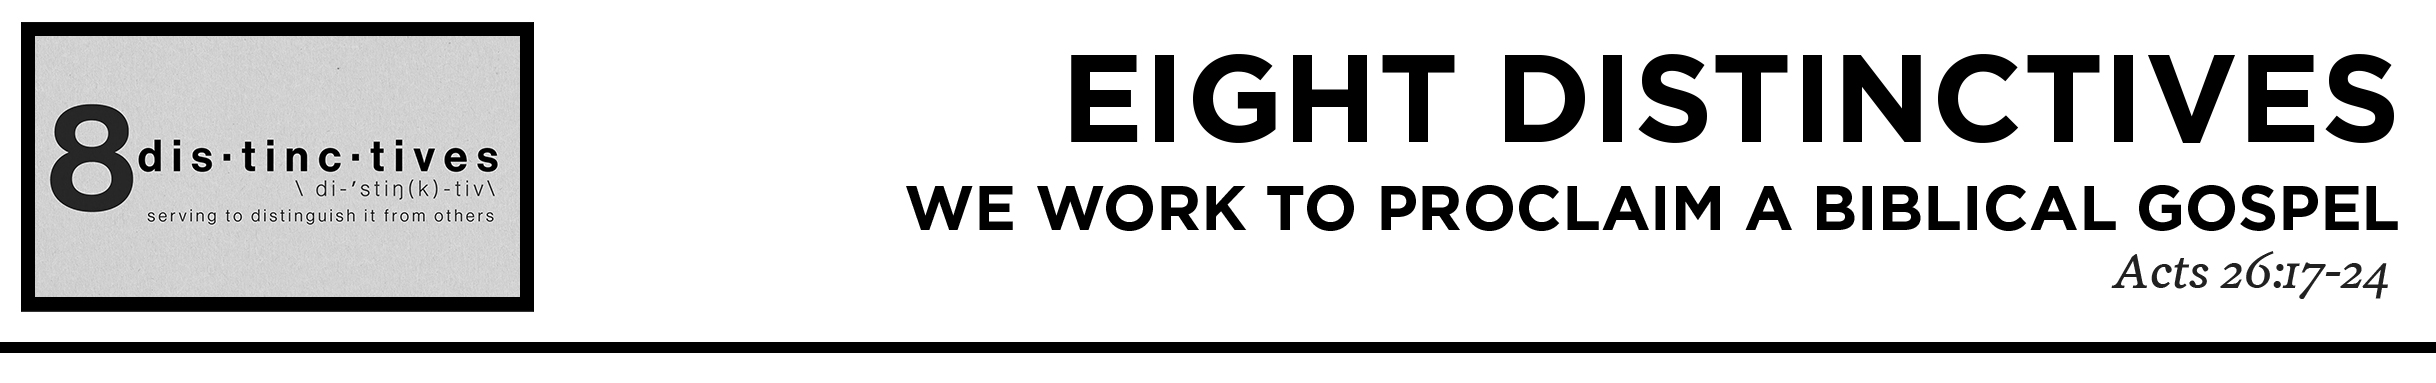 8 dis·tinc·tives
\ di-ʹstiŋ(k)-tiv\
serving to distinguish it from others
EIGHT DISTINCTIVES
WE WORK TO PROCLAIM A BIBLICAL GOSPEL
Acts 26:17-24